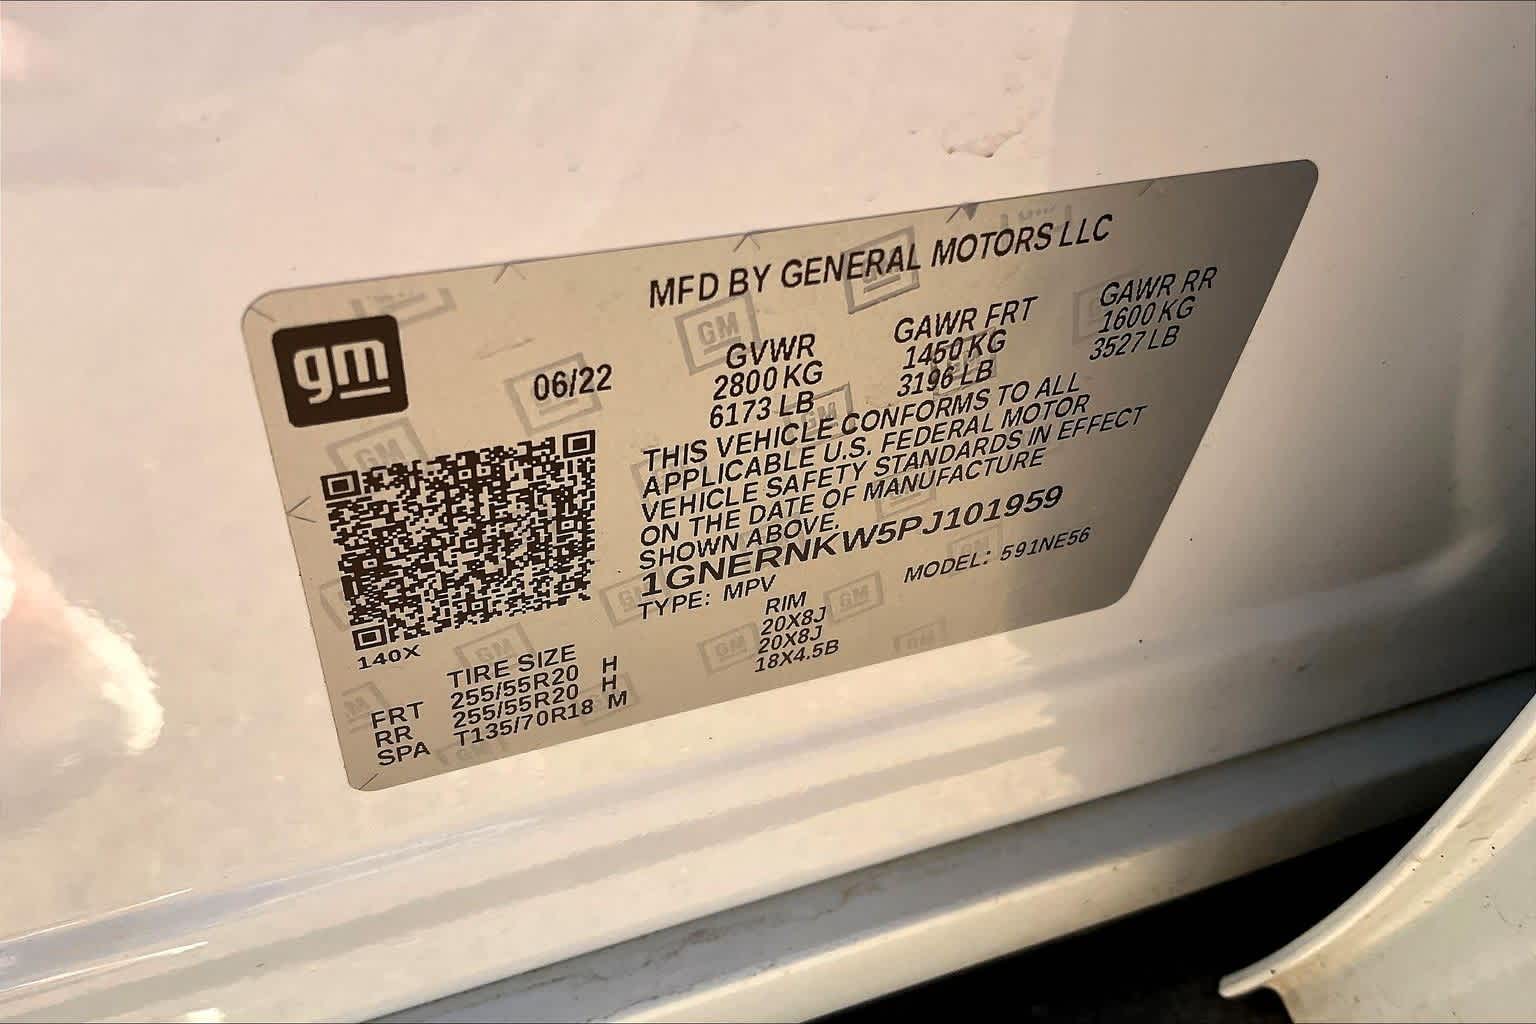 MFD BY GENERAL MOTORS LLC
gm
06/22
GVWR GAWR FRT GAWR RR
2800 KG 1450 KG 1600 KG
6173 LB 3196 LB 3527 LB
THIS VEHICLE CONFORMS TO ALL
APPLICABLE U.S. FEDERAL MOTOR
VEHICLE SAFETY STANDARDS IN EFFECT
ON THE DATE OF MANUFACTURE
SHOWN ABOVE.
1GNERNKW5PJ101959
TYPE: MPV MODEL: 591NE56
140X
TIRE SIZE RIM
FRT 255/55R20 H 20X8J
RR 255/55R20 H 20X8J
SPA T135/70R18 M 18X4.5B